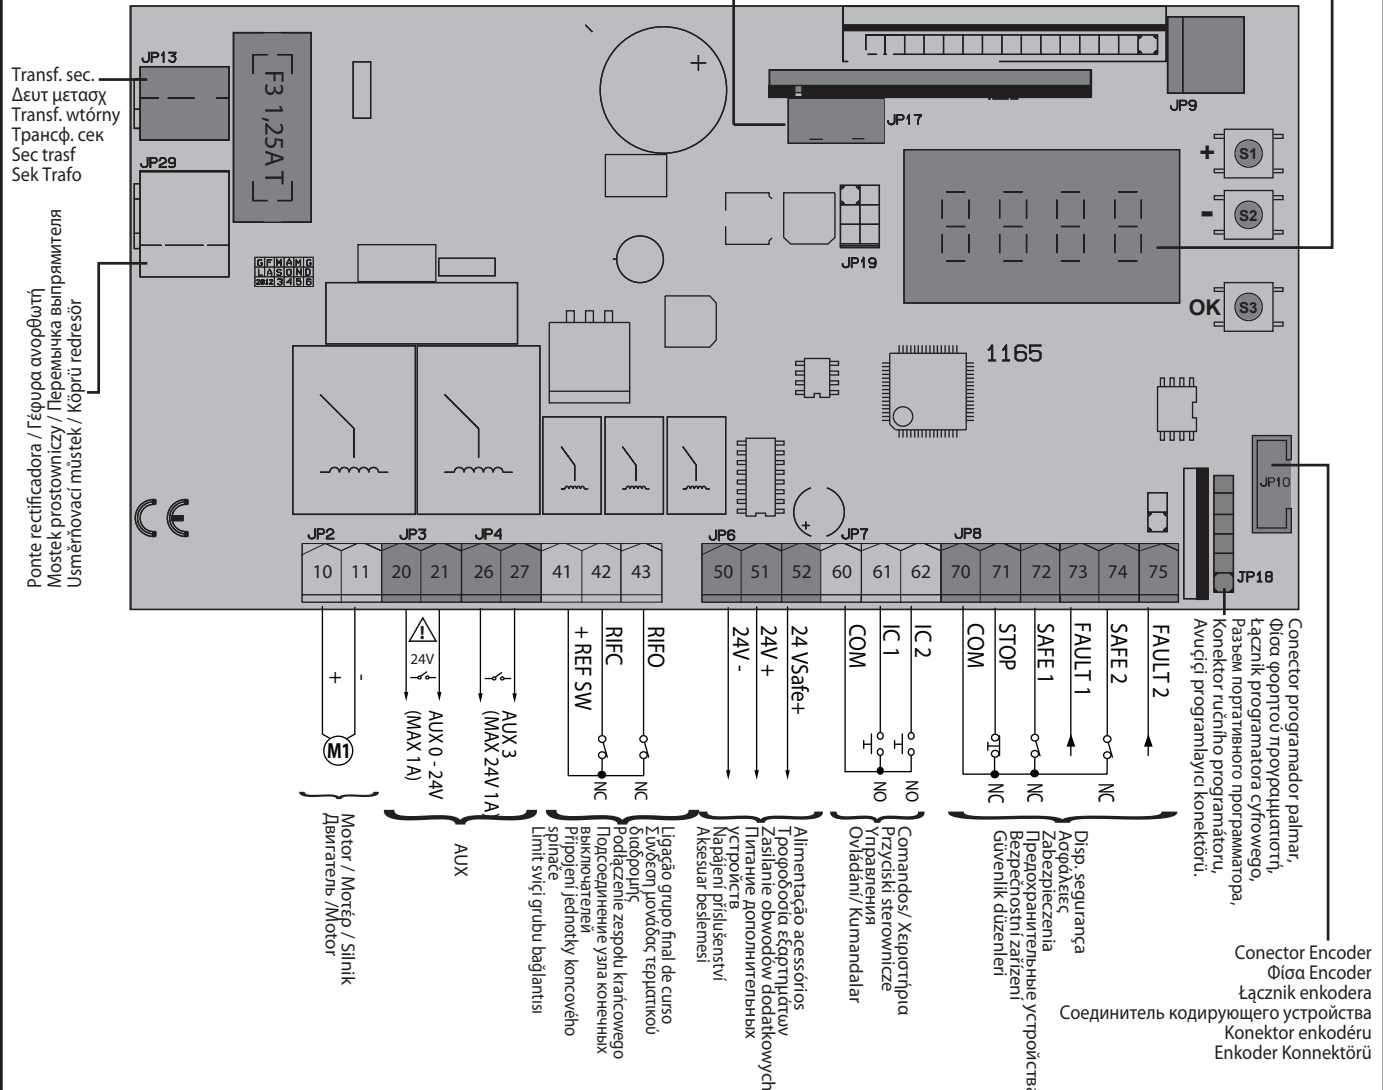 JP13
Transf. sec.
Δευτ μετασχ
Transf. wtórny
Трансф. сек
Sec trasf
Sek Trafo
JP29
F3 1,25A T
Ponte rectificadora / Γέφυρα ανορθωτή
Mostek prostowniczy / Перемычка выпрямителя
Usměrňovací můstek / Köprü redresör
G F M A M G
L A S O N D
2012 3 4 5 6
CE
+
JP17
JP9
+
S1
-
S2
OK
S3
JP19
1165
JP10
JP18
+
JP2
JP3
JP4
JP6
JP7
JP8
10
11
20
21
26
27
41
42
43
50
51
52
60
61
62
70
71
72
73
74
75
+
-
M1
24V
AUX 0 - 24V
(MAX 1A)
AUX 3
(MAX 24V 1A)
+ REF SW
RIFC
RIFO
NC
NC
24V -
24V +
24 VSafe+
COM
IC 1
IC 2
NO
NO
COM
STOP
SAFE 1
FAULT 1
SAFE 2
FAULT 2
NC
NC
NC
Motor / Μοτέρ / Silnik
Двигатель /Motor
AUX
Ligação grupo final de curso
Σύνδεση μονάδας τερματικού
διαδρομής
Podłączenie zespołu krańcowego
Подсоединение узла конечных
выключателей
Připojení jednotky koncového
spínače
Limit sviçi grubu bağlantısı
Alimentação acessórios
Τροφοδοσία εξαρτημάτων
Zasilanie obwodów dodatkowych
Питание дополнительных
устройств
Napájení příslušenství
Aksesuar beslemesi
Comandos/ Χειριστήρια
Przyciski sterownicze
Управления
Ovládání/ Kumandalar
Disp. segurança
Ασφάλειες
Zabezpieczenia
Предохранительные устройства
Bezpečnostní zařízení
Güvenlik düzenleri
Conector programador palmar,
Φίσα φορητού προγραμματιστή,
Łącznik programatora cyfrowego,
Разъем портативного программатора,
Konektor ručního programátoru,
Avuçiçi programlayıcı konektörü.
Conector Encoder
Φίσα Encoder
Łącznik enkodera
Соединитель кодирующего устройства
Konektor enkodéru
Enkoder Konnektörü